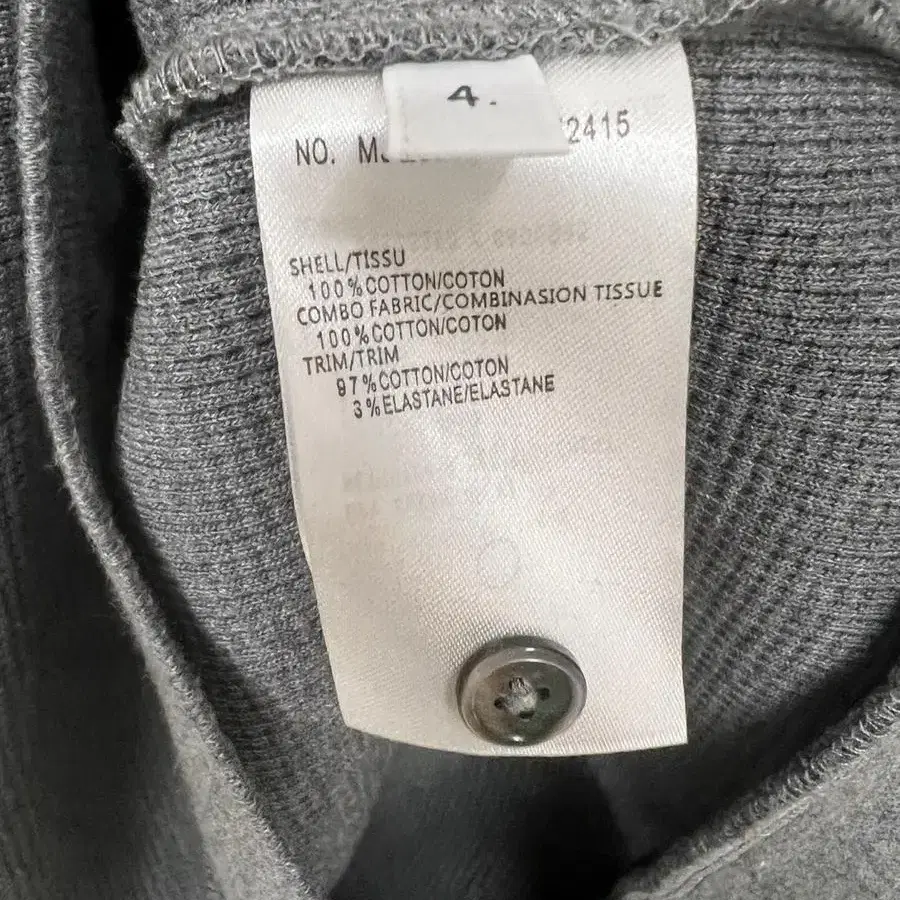 4.
NO. 2415
SHELL/TISSU
100%COTTON/COTON
COMBO FABRIC/COMBINASION TISSUE
100%COTTON/COTON
TRIM/TRIM
97%COTTON/COTON
3%ELASTANE/ELASTANE